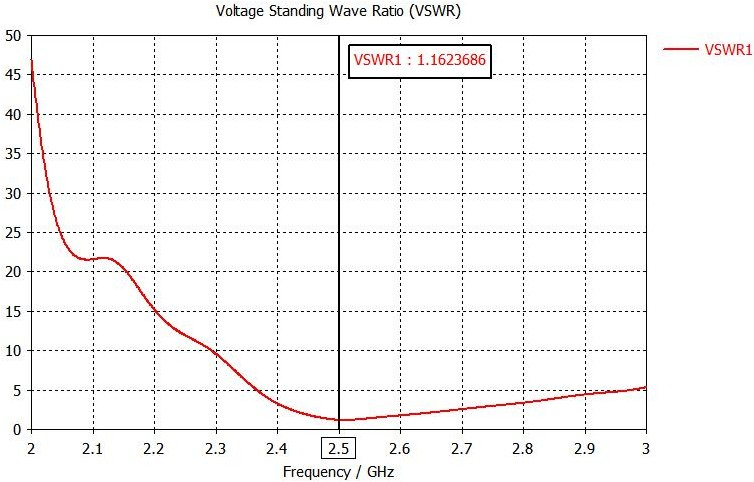 Voltage Standing Wave Ratio (VSWR)
50
45
40
35
30
25
20
15
10
5
0
VSWR1 : 1.1623686
VSWR1
2 2.1 2.2 2.3 2.4 2.5 2.6 2.7 2.8 2.9 3
Frequency / GHz